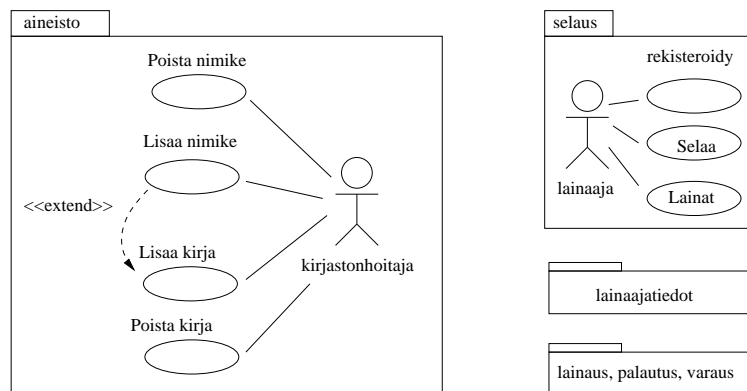 aineisto
Poista nimike
Lisaa nimike
<<extend>>
Lisaa kirja
kirjastonhoitaja
Poista kirja
selaus
rekisteroidy
Selaa
lainaaja
Lainat
lainaajatiedot
lainaus, palautus, varaus